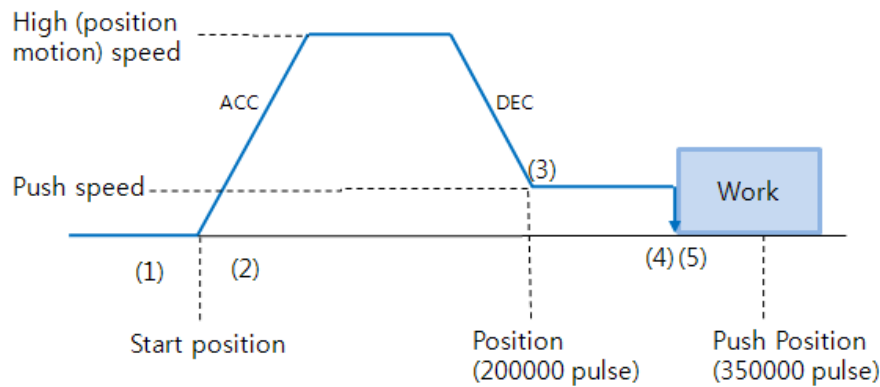 High (position
motion) speed
ACC
DEC
Push speed
(3)
Work
(1)
(2)
(4)
(5)
Start position
Position
(200000 pulse)
Push Position
(350000 pulse)